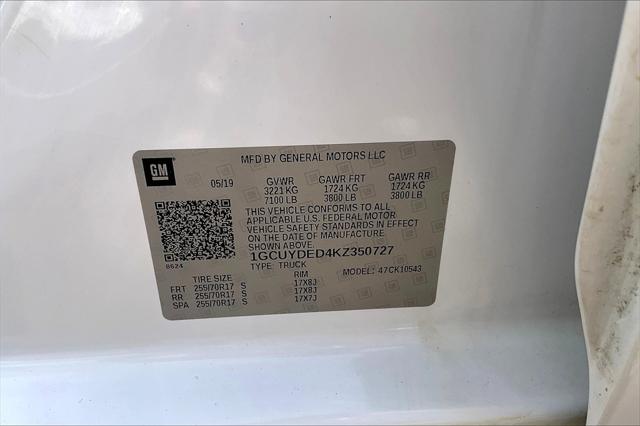 GM
MFD BY GENERAL MOTORS LLC
05/19 GVWR GAWR FRT GAWR RR
3221 KG 1724 KG 1724 KG
7100 LB 3800 LB 3800 LB
THIS VEHICLE CONFORMS TO ALL
APPLICABLE U.S. FEDERAL MOTOR
VEHICLE SAFETY STANDARDS IN EFFECT
ON THE DATE OF MANUFACTURE
SHOWN ABOVE.
1GCUYDED4KZ350727
TYPE: TRUCK MODEL: 47CK10543
8624
TIRE SIZE RIM
FRT 255/70R17 S 17X8J
RR 255/70R17 S 17X8J
SPA 255/70R17 S 17X7J